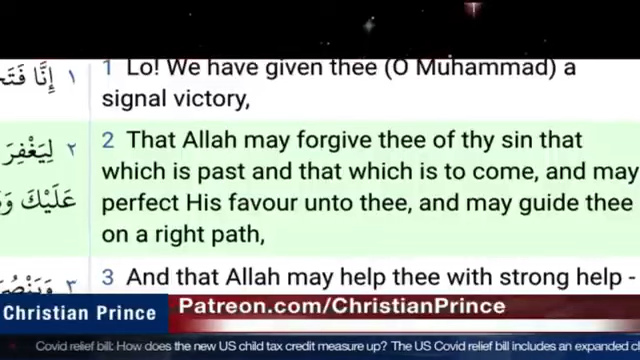 ١ إِنَّا
1 Lo! We have given thee (O Muhammad) a
signal victory,
٢ لِيَغْفِرَ
2 That Allah may forgive thee of thy sin that
which is past and that which is to come, and may
عَلَيْكَ
perfect His favour unto thee, and may guide thee
on a right path,
٣
3 And that Allah may help thee with strong help -
Christian Prince
Patreon.com/ChristianPrince
Covid relief bill: How does the new US child tax credit measure up? The US Covid relief bill includes an expanded